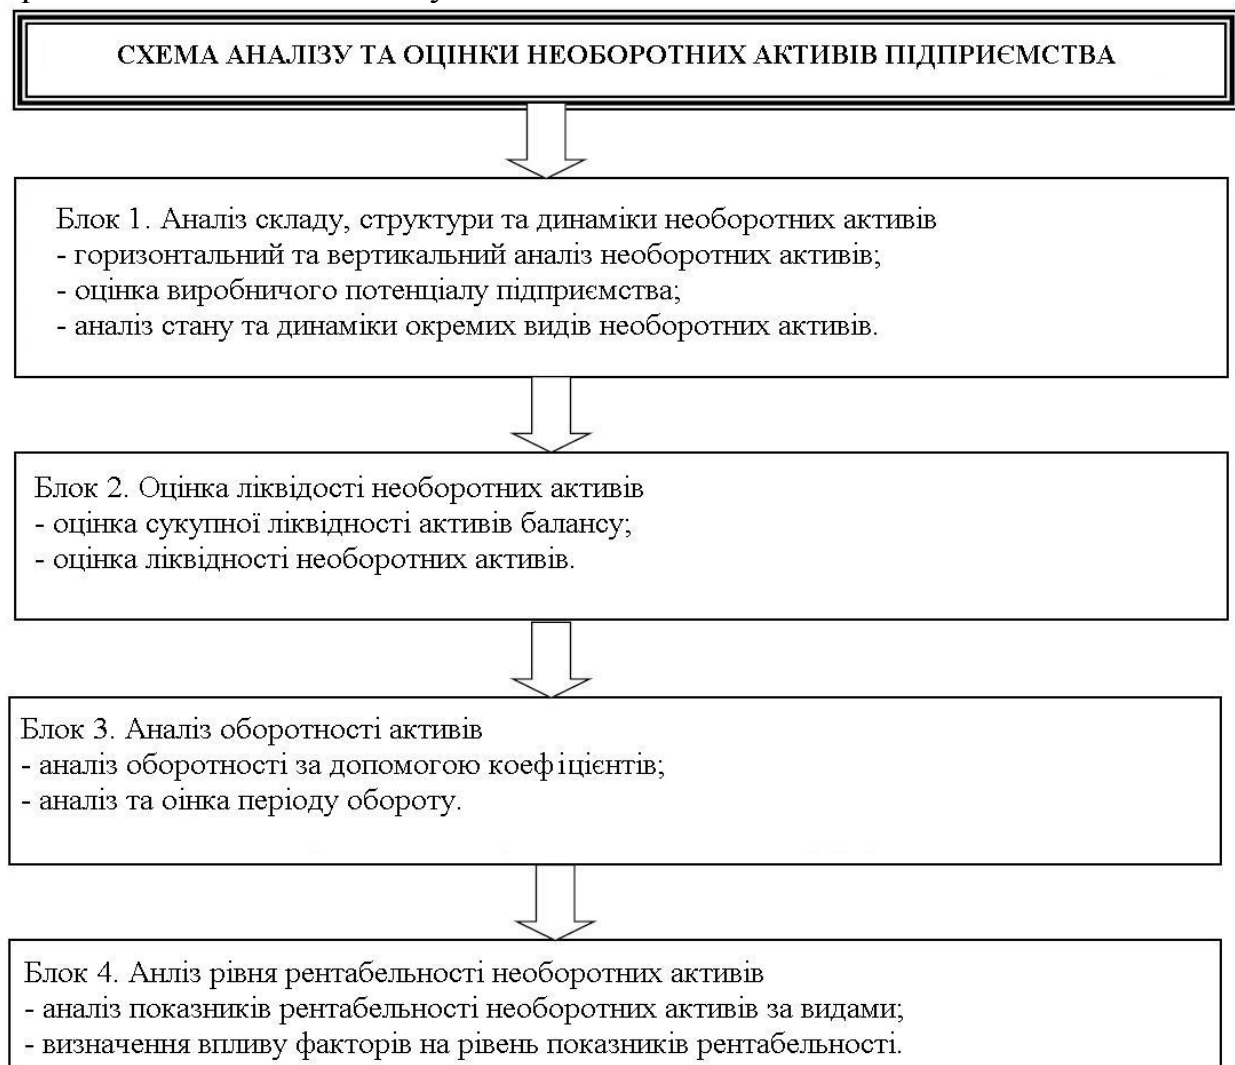 СХЕМА АНАЛІЗУ ТА ОЦІНКИ НЕОБОРОТНИХ АКТИВІВ ПІДПРИЄМСТВА
Блок 1. Аналіз складу, структури та динаміки необоротних активів
- горизонтальний та вертикальний аналіз необоротних активів;
- оцінка виробничого потенціалу підприємства;
- аналіз стану та динаміки окремих видів необоротних активів.
Блок 2. Оцінка ліквідості необоротних активів
- оцінка сукупної ліквідності активів балансу;
- оцінка ліквідності необоротних активів.
Блок 3. Аналіз оборотності активів
- аналіз оборотності за допомогою коефіцієнтів;
- аналіз та оінка періоду обороту.
Блок 4. Анліз рівня рентабельності необоротних активів
- аналіз показників рентабельності необоротних активів за видами;
- визначення впливу факторів на рівень показників рентабельності.